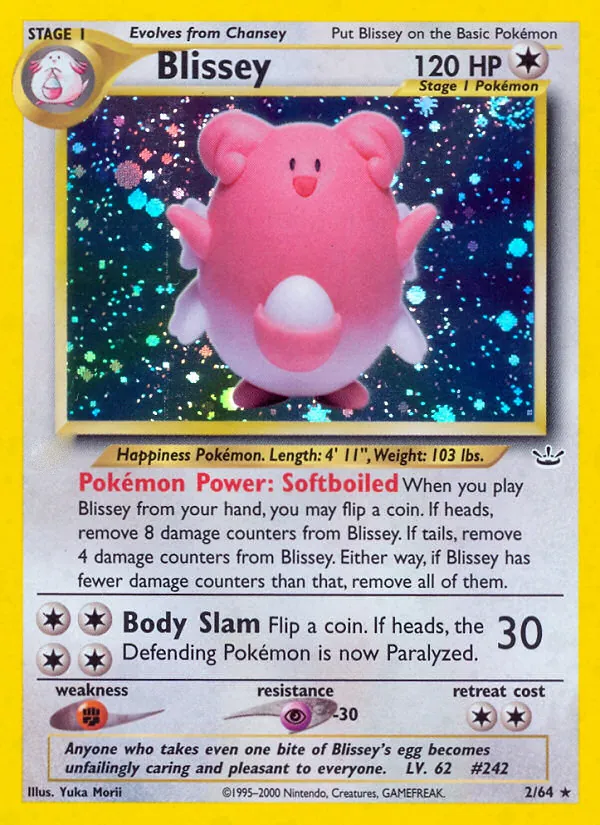 STAGE 1 Evolves from Chansey Put Blissey on the Basic Pokémon
Blissey 120 HP
Stage 1 Pokémon
Happiness Pokémon. Length: 4' 11", Weight: 103 lbs.
Pokémon Power: Softboiled When you play
Blissey from your hand, you may flip a coin. If heads,
remove 8 damage counters from Blissey. If tails, remove
4 damage counters from Blissey. Either way, if Blissey has
fewer damage counters than that, remove all of them.
Body Slam Flip a coin. If heads, the 30
Defending Pokémon is now Paralyzed.
weakness resistance retreat cost
-30
Anyone who takes even one bite of Blissey's egg becomes
unfailingly caring and pleasant to everyone. LV. 62 #242
Illus. Yuka Morii ©1995-2000 Nintendo, Creatures, GAMEFREAK. 2/64 ★